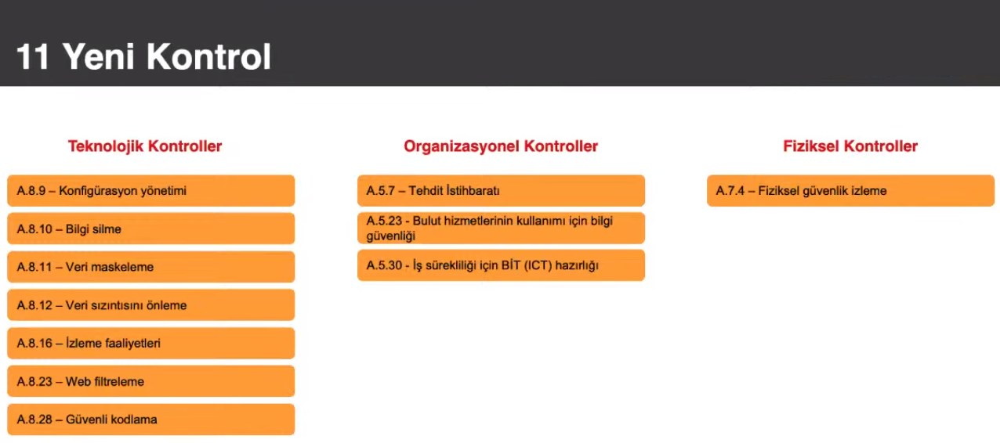 11 Yeni Kontrol
Teknolojik Kontroller
A.8.9 – Konfigürasyon yönetimi
A.8.10 – Bilgi silme
A.8.11 – Veri maskeleme
A.8.12 – Veri sızıntısını önleme
A.8.16 – İzleme faaliyetleri
A.8.23 – Web filtreleme
A.8.28 – Güvenli kodlama
Organizasyonel Kontroller
A.5.7 – Tehdit İstihbaratı
A.5.23 - Bulut hizmetlerinin kullanımı için bilgi
güvenliği
A.5.30 - İş sürekliliği için BİT (ICT) hazırlığı
Fiziksel Kontroller
A.7.4 – Fiziksel güvenlik izleme